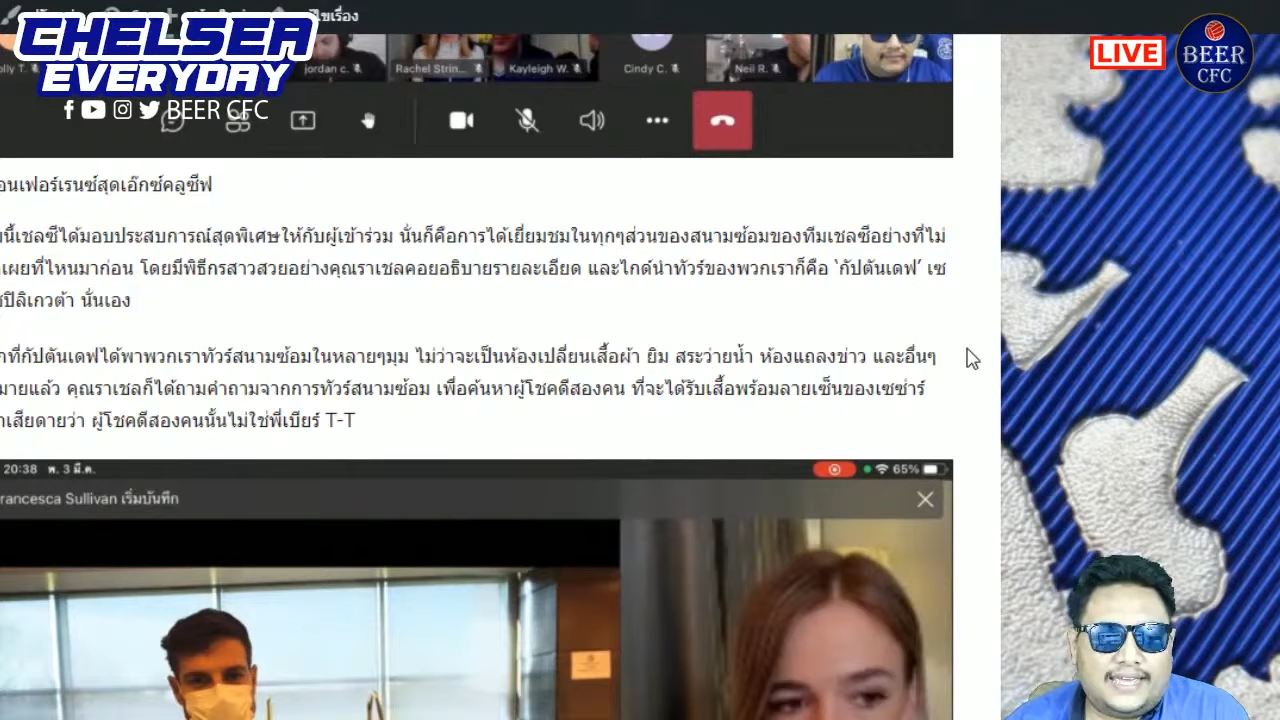 ไขเรื่อง
CHELSEA
EVERYDAY
BEER CFC
LIVE
BEER
CFC
olly T.
jordan c.
Rachel Strin...
Kayleigh W.
Cindy C.
Neil R.
อนเฟอร์เรนซ์สุดเอ๊กซ์คลูซีฟ
นี้เชลซีได้มอบประสบการณ์สุดพิเศษให้กับผู้เข้าร่วม นั่นก็คือการได้เยี่ยมชมในทุกๆส่วนของสนามซ้อมของทีมเชลซีอย่างที่ไม่
เผยที่ไหนมาก่อน โดยมีพิธีกรสาวสวยอย่างคุณราเชลคอยอธิบายรายละเอียด และไกด์นำทัวร์ของพวกเราก็คือ ‘กัปตันเดฟ’ เซ
ปิลิเกวต้า นั่นเอง
ที่กัปตันเดฟได้พาพวกเราทัวร์สนามซ้อมในหลายๆมุม ไม่ว่าจะเป็นห้องเปลี่ยนเสื้อผ้า ยิม สระว่ายน้ำ ห้องแถลงข่าว และอื่นๆ
มายแล้ว คุณราเชลก็ได้ถามคำถามจากการทัวร์สนามซ้อม เพื่อค้นหาผู้โชคดีสองคน ที่จะได้รับเสื้อพร้อมลายเซ็นของเซซ่าร์
เสียดายว่า ผู้โชคดีสองคนนั้นไม่ใช่พี่เบียร์ T-T
20:38 พ. 3 มี.ค.
65%
rancesca Sullivan เริ่มบันทึก